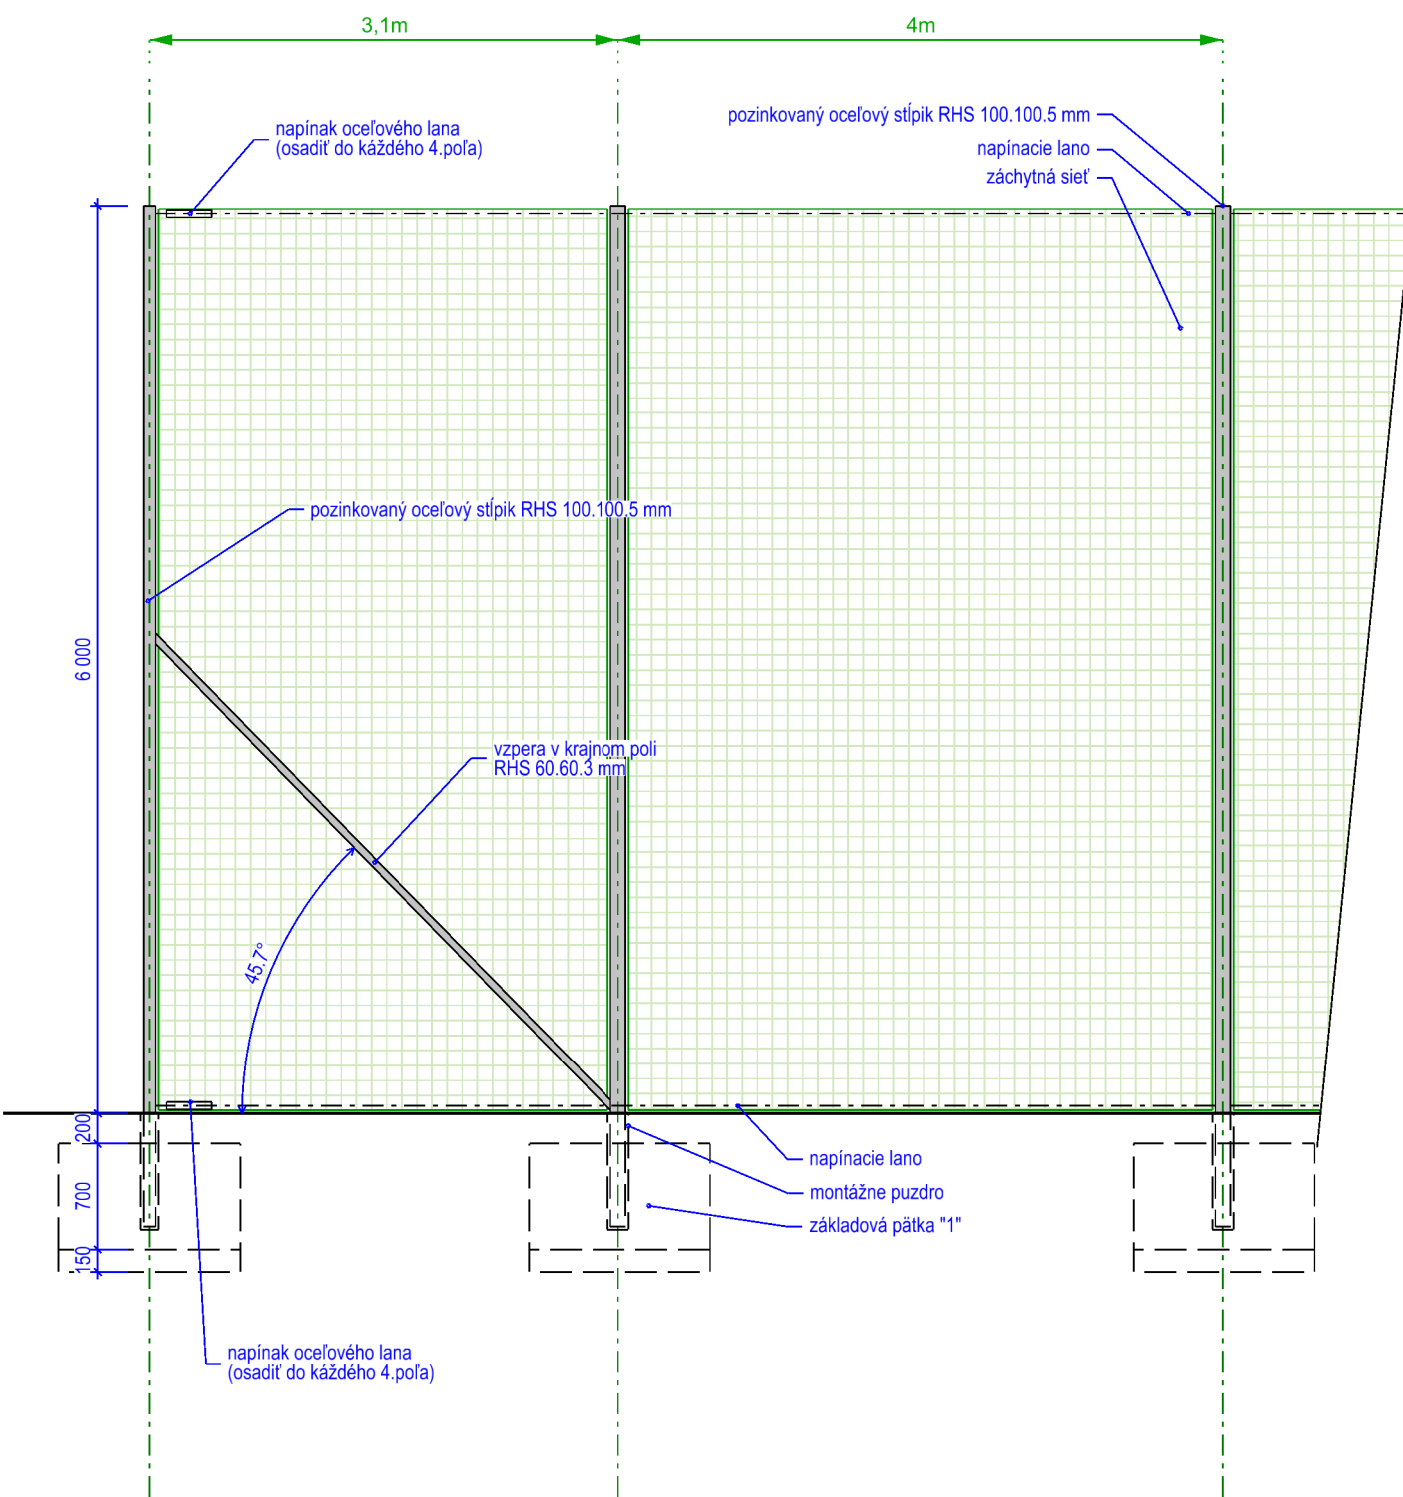 3,1m
4m
pozinkovaný oceľový stĺpik RHS 100.100.5 mm
napínak oceľového lana
(osadiť do káždého 4.poľa)
napínacie lano
záchytná sieť
pozinkovaný oceľový stĺpik RHS 100.100.5 mm
6 000
vzpera v krajnom poli
RHS 60.60.3 mm
45,7°
200
napínacie lano
700
montážne puzdro
základová pätka "1"
150
napínak oceľového lana
(osadiť do káždého 4.poľa)